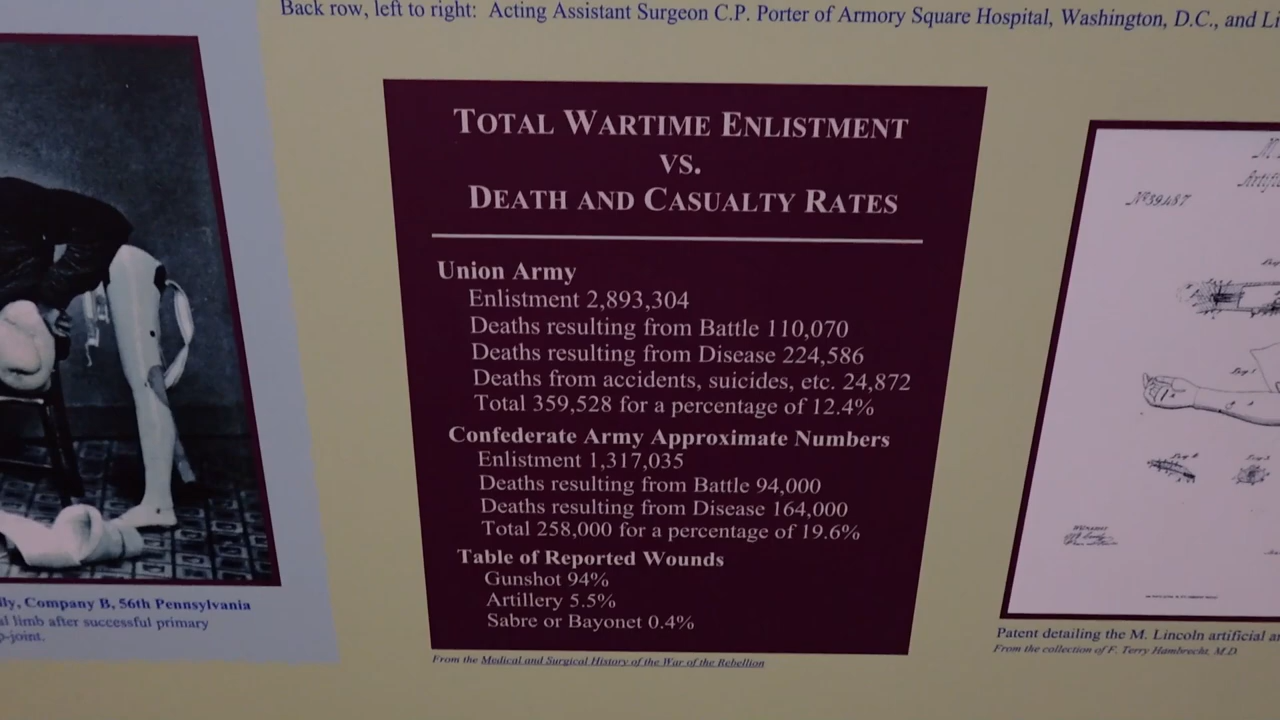 Back row, left to right: Acting Assistant Surgeon C.P. Porter of Armory Square Hospital, Washington, D.C., and
TOTAL WARTIME ENLISTMENT
VS.
DEATH AND CASUALTY RATES
Union Army
Enlistment 2,893,304
Deaths resulting from Battle 110,070
Deaths resulting from Disease 224,586
Deaths from accidents, suicides, etc. 24,872
Total 359,528 for a percentage of 12.4%
Confederate Army Approximate Numbers
Enlistment 1,317,035
Deaths resulting from Battle 94,000
Deaths resulting from Disease 164,000
Total 258,000 for a percentage of 19.6%
Table of Reported Wounds
Gunshot 94%
Artillery 5.5%
Sabre or Bayonet 0.4%
From the Medical and Surgical History of the War of the Rebellion
Company B, 56th Pennsylvania
limb after successful primary
joint.
No 39487
Patent detailing the M. Lincoln artificial
From the collection of F. Terry Hambrecht, M.D.